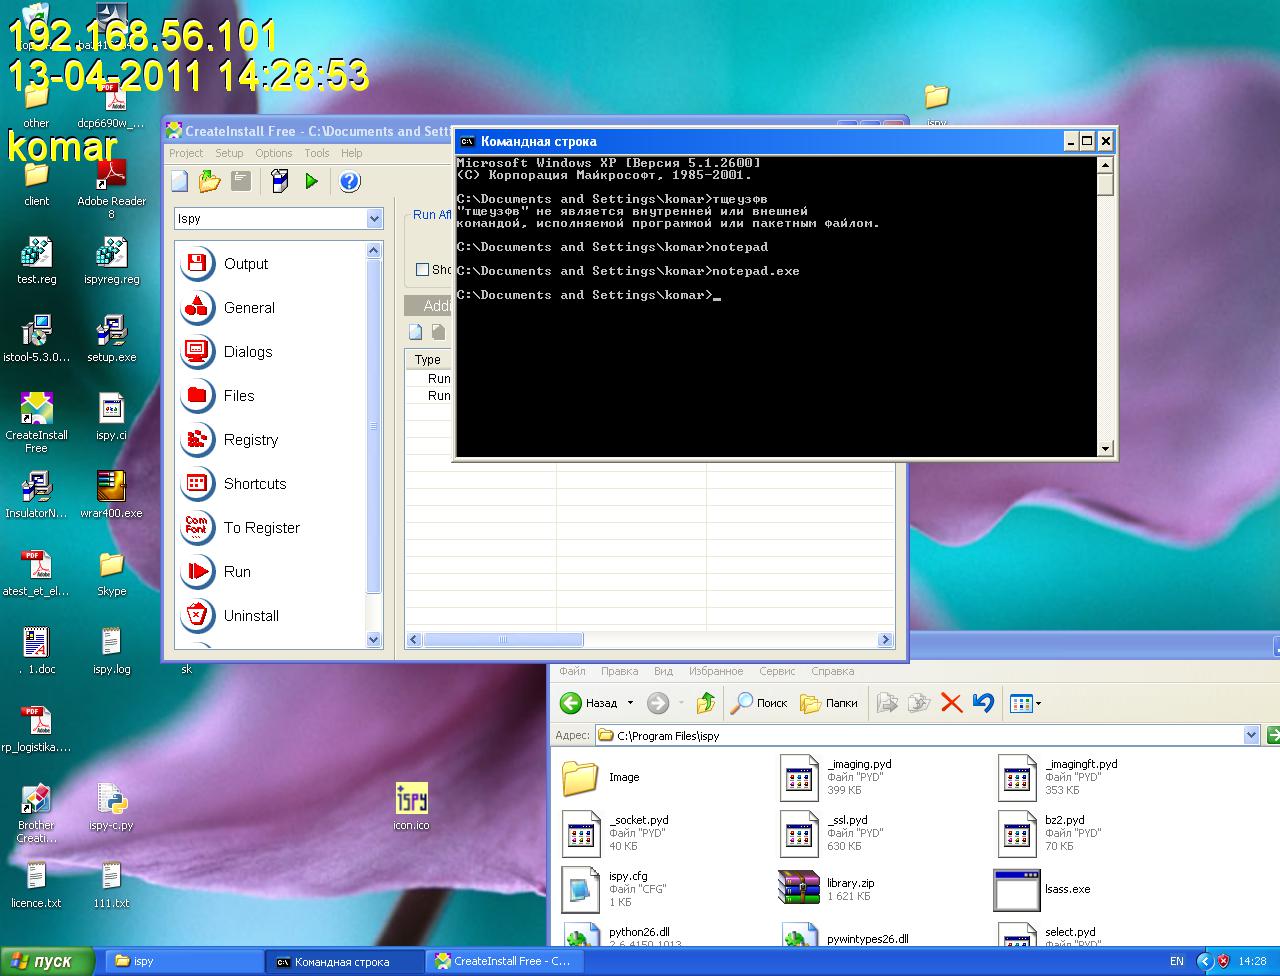 192.168.56.101
13-04-2011 14:28:53
komar
other
dcp6690w_...
ispy
client
Adobe Reader
8
test.reg
ispyreg.reg
istool-5.3.0...
setup.exe
CreateInstall
Free
ispy.ci
InsulatorN...
wrar400.exe
atest_et_el...
Skype
. 1.doc
ispy.log
sk
rp_logistika....
Brother
Creati...
ispy-c.py
icon.ico
licence.txt
111.txt
CreateInstall Free - C:\Documents and Setti
Project Setup Options Tools Help
Ispy
Output
General
Dialogs
Files
Registry
Shortcuts
Com
Font
To Register
Run
Uninstall
Run Aft
Sho
Addi
Type
Run
Run
Командная строка
Microsoft Windows XP [Версия 5.1.2600]
(C) Корпорация Майкрософт, 1985-2001.
C:\Documents and Settings\komar>тщеузфв
"тщеузфв" не является внутренней или внешней
командой, исполняемой программой или пакетным файлом.
C:\Documents and Settings\komar>notepad
C:\Documents and Settings\komar>notepad.exe
C:\Documents and Settings\komar>_
Файл Правка Вид Избранное Сервис Справка
Назад Поиск Папки
Адрес: C:\Program Files\ispy
Image
_imaging.pyd
Файл "PYD"
399 КБ
_imagingft.pyd
Файл "PYD"
353 КБ
_socket.pyd
Файл "PYD"
40 КБ
_ssl.pyd
Файл "PYD"
630 КБ
bz2.pyd
Файл "PYD"
70 КБ
ispy.cfg
Файл "CFG"
1 КБ
library.zip
1 621 КБ
lsass.exe
python26.dll
2.6.4150.1013
pywintypes26.dll
select.pyd
Файл "PYD"
пуск
ispy
Командная строка
CreateInstall Free - C...
EN
14:28